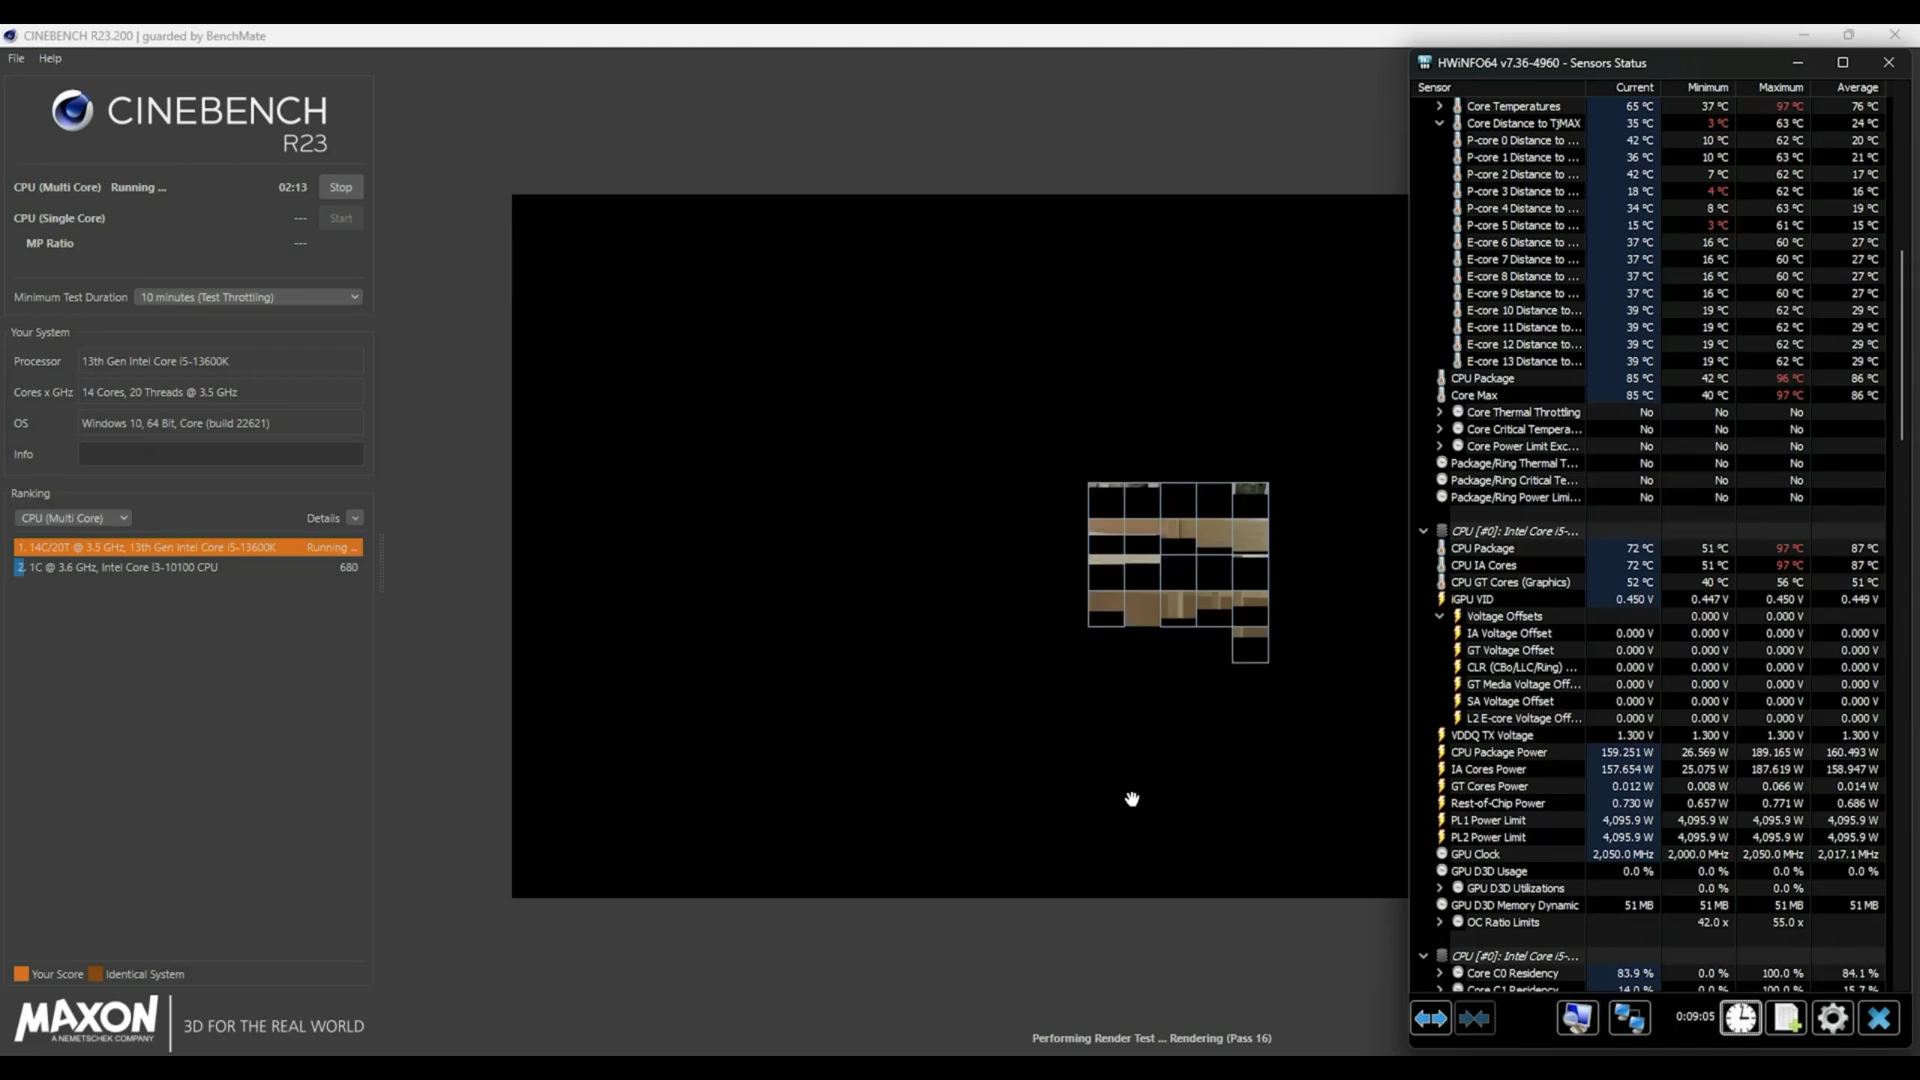 CINEBENCH R23.200 | guarded by BenchMate
File Help
CINEBENCH
R23
CPU (Multi Core) Running ... 02:13 Stop
CPU (Single Core) --- Start
MP Ratio ---
Minimum Test Duration 10 minutes (Test Throttling)
Your System
Processor 13th Gen Intel Core i5-13600K
Cores x GHz 14 Cores, 20 Threads @ 3.5 GHz
OS Windows 10, 64 Bit, Core (build 22621)
Info
Ranking
CPU (Multi Core) Details
1. 14C/20T @ 3.5 GHz, 13th Gen Intel Core i5-13600K Running ...
2. 1C @ 3.6 GHz, Intel Core i3-10100 CPU 680
Your Score Identical System
MAXON
A NEMETSCHEK COMPANY
3D FOR THE REAL WORLD
Performing Render Test ... Rendering (Pass 16)
HWiNFO64 v7.36-4960 - Sensors Status
Sensor Current Minimum Maximum Average
Core Temperatures 65 °C 37 °C 97 °C 76 °C
Core Distance to TjMAX 35 °C 3 °C 63 °C 24 °C
P-core 0 Distance to ... 42 °C 10 °C 62 °C 20 °C
P-core 1 Distance to ... 36 °C 10 °C 63 °C 21 °C
P-core 2 Distance to ... 42 °C 7 °C 62 °C 17 °C
P-core 3 Distance to ... 18 °C 4 °C 62 °C 16 °C
P-core 4 Distance to ... 34 °C 8 °C 63 °C 19 °C
P-core 5 Distance to ... 15 °C 3 °C 61 °C 15 °C
E-core 6 Distance to ... 37 °C 16 °C 60 °C 27 °C
E-core 7 Distance to ... 37 °C 16 °C 60 °C 27 °C
E-core 8 Distance to ... 37 °C 16 °C 60 °C 27 °C
E-core 9 Distance to ... 37 °C 16 °C 60 °C 27 °C
E-core 10 Distance to... 39 °C 19 °C 62 °C 29 °C
E-core 11 Distance to... 39 °C 19 °C 62 °C 29 °C
E-core 12 Distance to... 39 °C 19 °C 62 °C 29 °C
E-core 13 Distance to... 39 °C 19 °C 62 °C 29 °C
CPU Package 85 °C 42 °C 96 °C 86 °C
Core Max 85 °C 40 °C 97 °C 86 °C
Core Thermal Throttling No No No
Core Critical Tempera... No No No
Core Power Limit Exc... No No No
Package/Ring Thermal T... No No No
Package/Ring Critical Te... No No No
Package/Ring Power Limi... No No No
CPU [#0]: Intel Core i5-...
CPU Package 72 °C 51 °C 97 °C 87 °C
CPU IA Cores 72 °C 51 °C 97 °C 87 °C
CPU GT Cores (Graphics) 52 °C 40 °C 56 °C 51 °C
iGPU VID 0.450 V 0.447 V 0.450 V 0.449 V
Voltage Offsets 0.000 V 0.000 V
IA Voltage Offset 0.000 V 0.000 V 0.000 V 0.000 V
GT Voltage Offset 0.000 V 0.000 V 0.000 V 0.000 V
CLR (CBo/LLC/Ring) ... 0.000 V 0.000 V 0.000 V 0.000 V
GT Media Voltage Off... 0.000 V 0.000 V 0.000 V 0.000 V
SA Voltage Offset 0.000 V 0.000 V 0.000 V 0.000 V
L2 E-core Voltage Off... 0.000 V 0.000 V 0.000 V 0.000 V
VDDQ TX Voltage 1.300 V 1.300 V 1.300 V 1.300 V
CPU Package Power 159.251 W 26.569 W 189.165 W 160.493 W
IA Cores Power 157.654 W 25.075 W 187.619 W 158.947 W
GT Cores Power 0.012 W 0.008 W 0.066 W 0.014 W
Rest-of-Chip Power 0.730 W 0.657 W 0.771 W 0.686 W
PL1 Power Limit 4,095.9 W 4,095.9 W 4,095.9 W 4,095.9 W
PL2 Power Limit 4,095.9 W 4,095.9 W 4,095.9 W 4,095.9 W
GPU Clock 2,050.0 MHz 2,000.0 MHz 2,050.0 MHz 2,017.1 MHz
GPU D3D Usage 0.0 % 0.0 % 0.0 % 0.0 %
GPU D3D Utilizations 0.0 % 0.0 %
GPU D3D Memory Dynamic 51 MB 51 MB 51 MB 51 MB
OC Ratio Limits 42.0 x 55.0 x
CPU [#0]: Intel Core i5-...
Core C0 Residency 83.9 % 0.0 % 100.0 % 84.1 %
Core C1 Residency 14.0 % 0.0 % 100.0 % 15.7 %
0:09:05